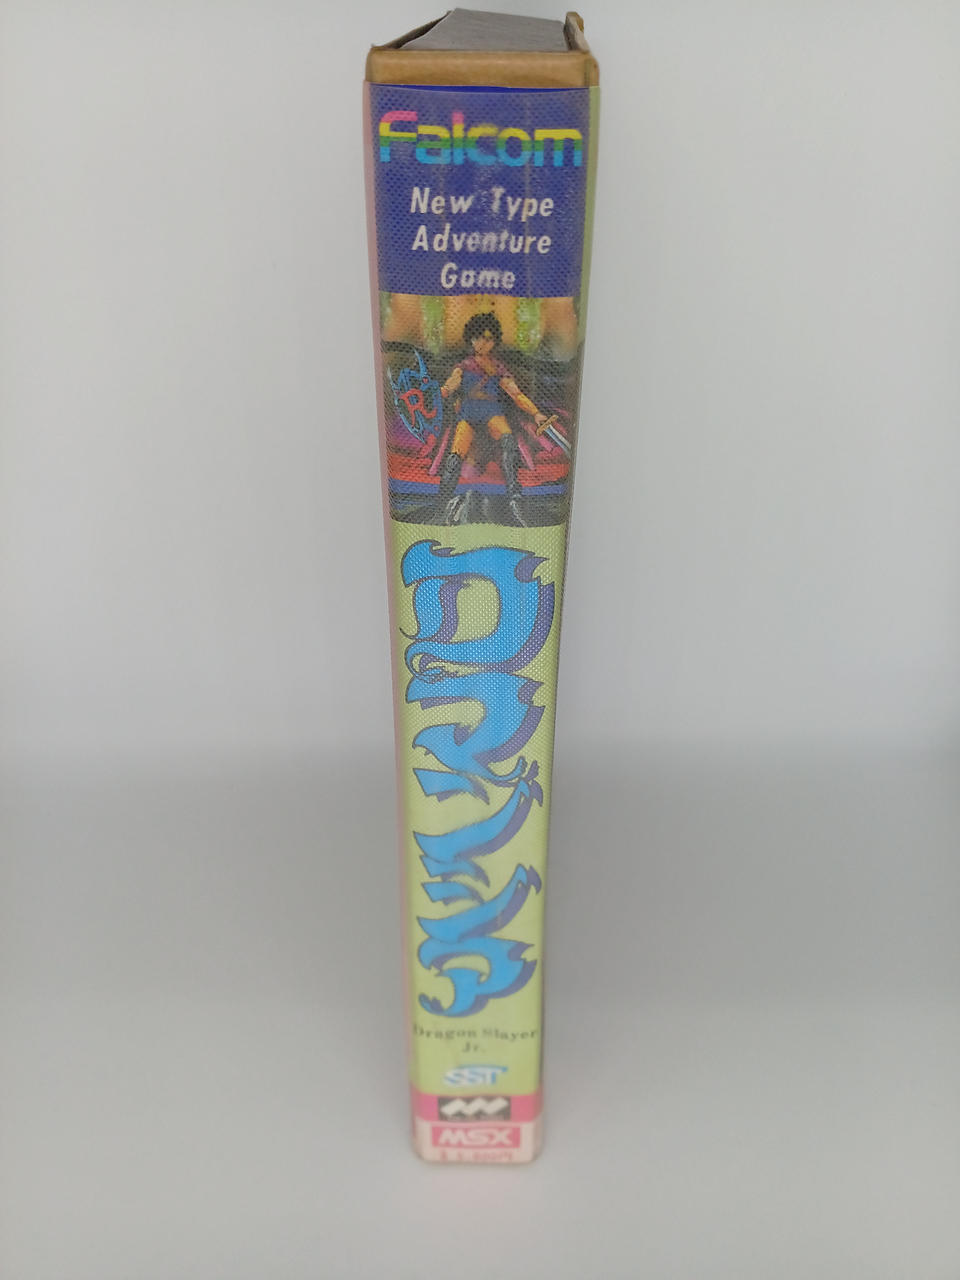 Falcom
New Type
Adventure
Game
R
ロマンシア
Dragon Slayer
Jr.
SST
MSX